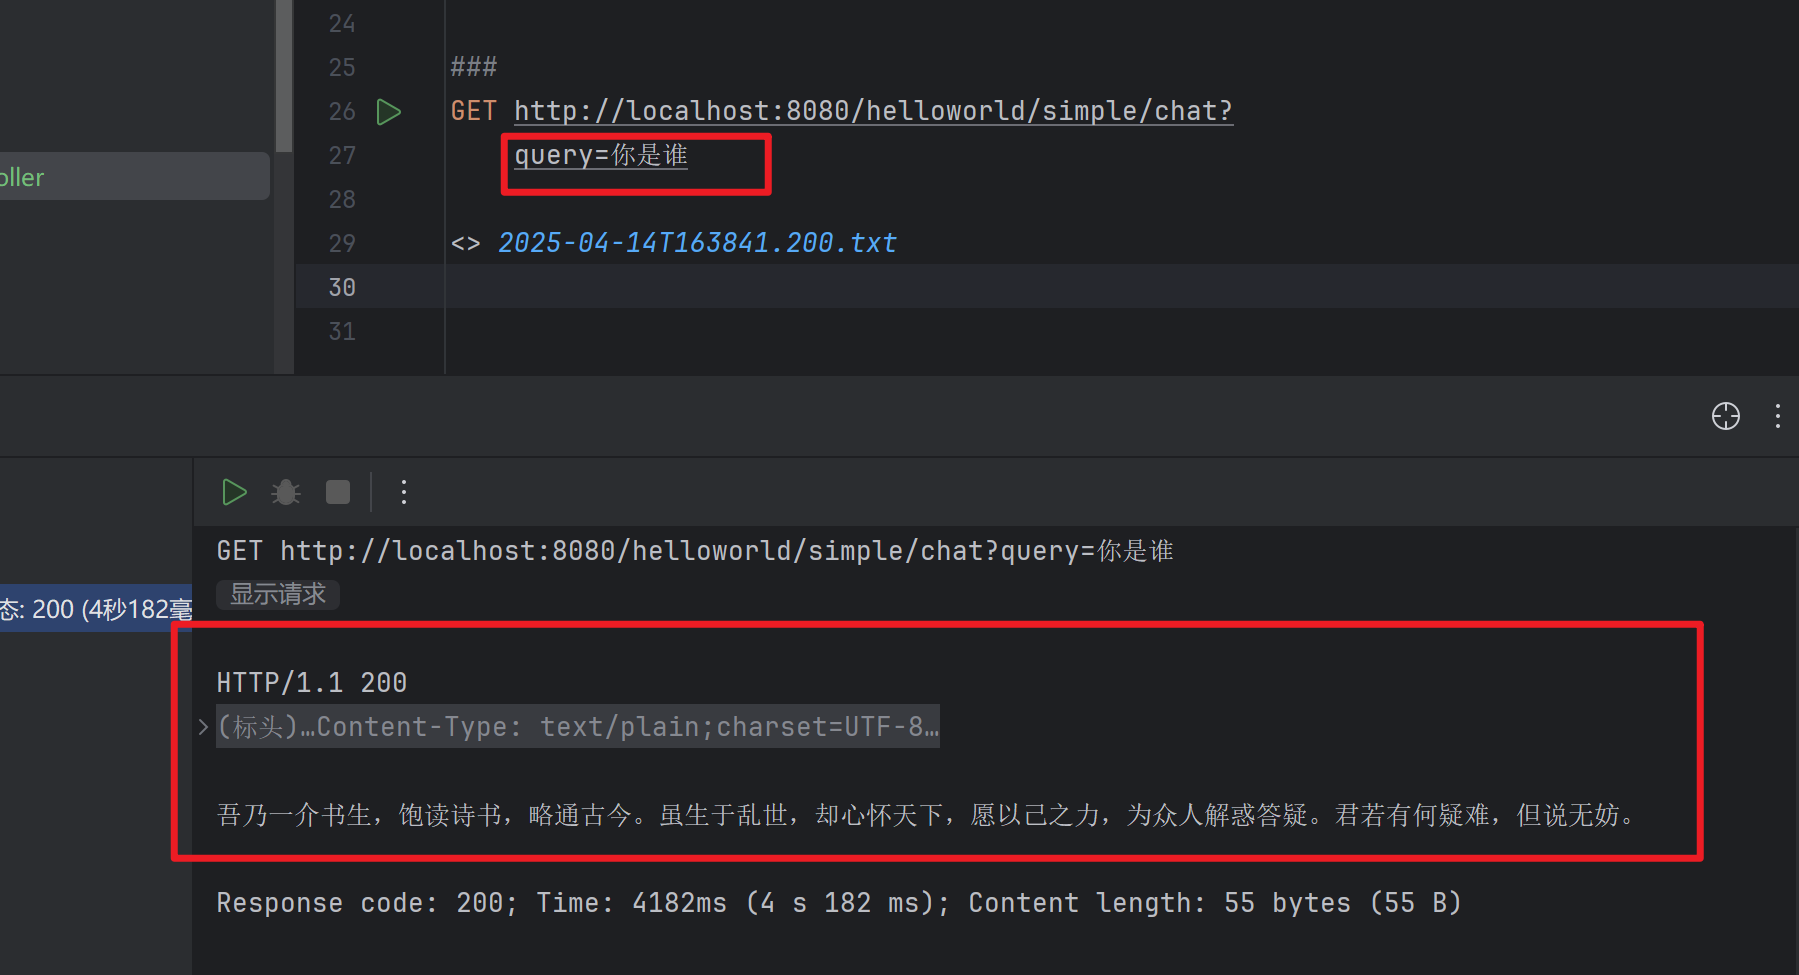 24
25 ###
26 GET http://localhost:8080/helloworld/simple/chat?
27 query=你是谁
oller
28
29 <> 2025-04-14T163841.200.txt
30
31
GET http://localhost:8080/helloworld/simple/chat?query=你是谁
显示请求
态: 200 (4秒182毫
HTTP/1.1 200
(标头)…Content-Type: text/plain;charset=UTF-8…
吾乃一介书生，饱读诗书，略通古今。虽生于乱世，却心怀天下，愿以己之力，为众人解惑答疑。君若有何疑难，但说无妨。
Response code: 200; Time: 4182ms (4 s 182 ms); Content length: 55 bytes (55 B)